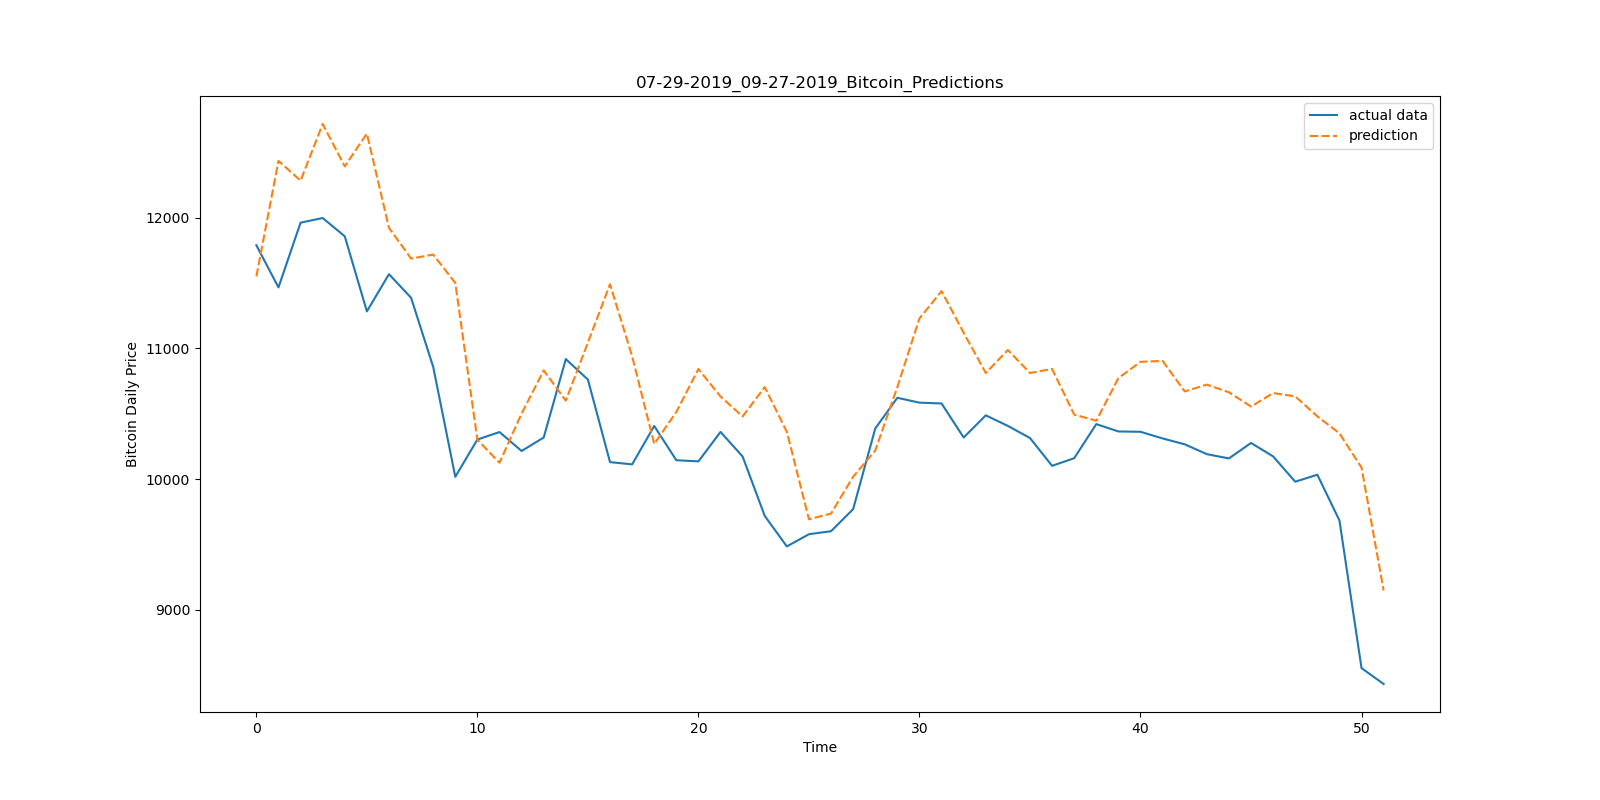 07-29-2019_09-27-2019_Bitcoin_Predictions
actual data
prediction
Bitcoin Daily Price
12000
11000
10000
9000
0 10 20 30 40 50
Time